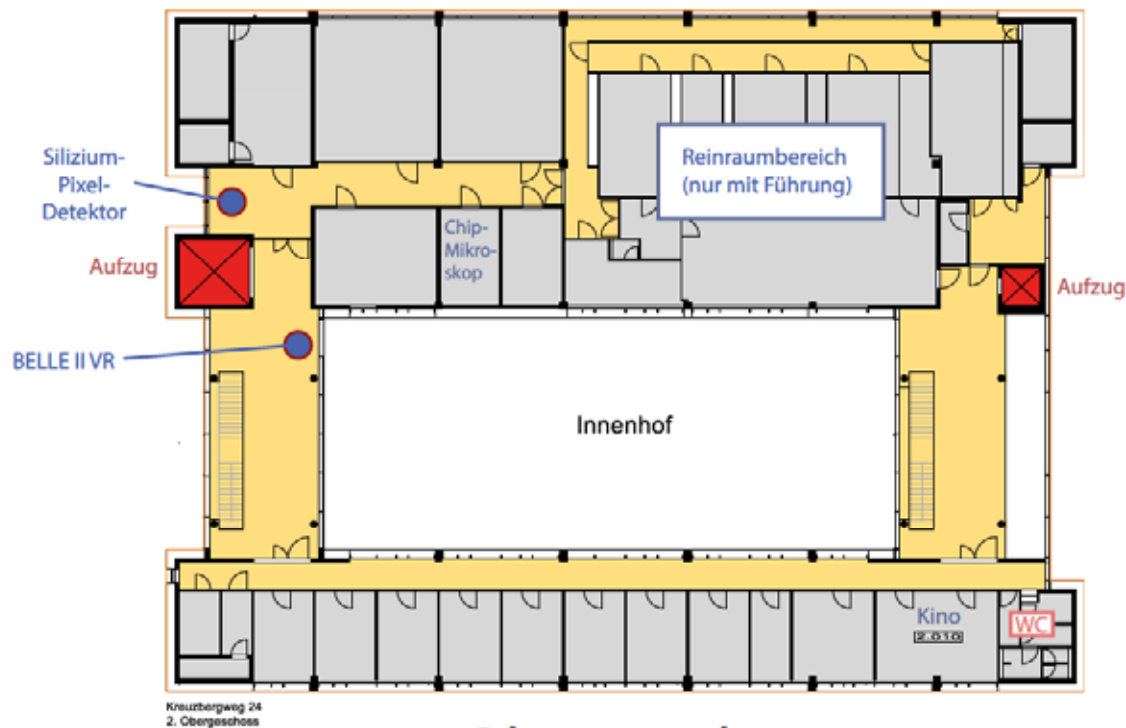 Silizium-
Pixel-
Detektor
Reinraumbereich
(nur mit Führung)
Chip-
Mikro-
skop
Aufzug
Aufzug
BELLE II VR
Innenhof
Kino
2.010
WC
Kreuzbergweg 24
2. Obergeschoss